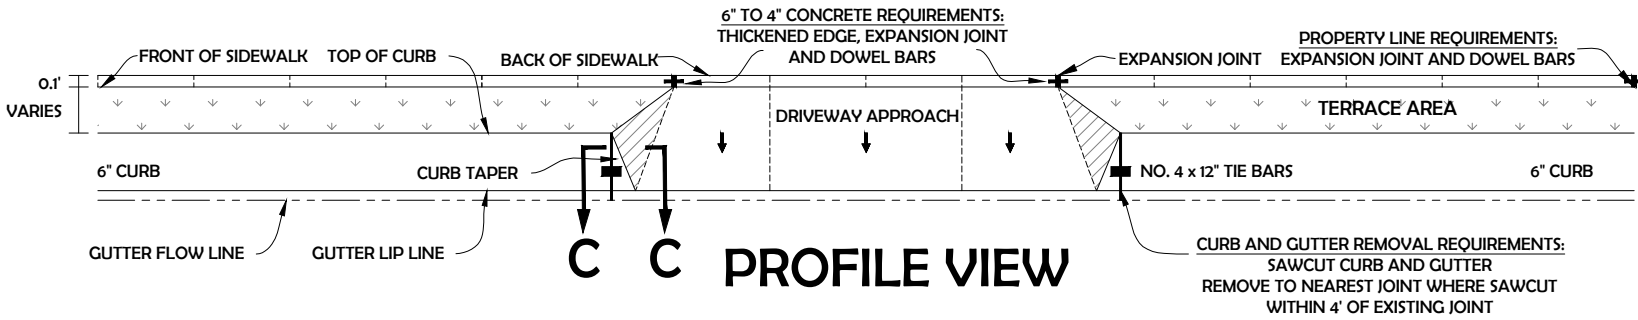 6" TO 4" CONCRETE REQUIREMENTS:
THICKENED EDGE, EXPANSION JOINT
AND DOWEL BARS
FRONT OF SIDEWALK
TOP OF CURB
BACK OF SIDEWALK
EXPANSION JOINT
PROPERTY LINE REQUIREMENTS:
EXPANSION JOINT AND DOWEL BARS
0.1'
VARIES
DRIVEWAY APPROACH
TERRACE AREA
6" CURB
CURB TAPER
NO. 4 x 12" TIE BARS
6" CURB
GUTTER FLOW LINE
GUTTER LIP LINE
C C
PROFILE VIEW
CURB AND GUTTER REMOVAL REQUIREMENTS:
SAWCUT CURB AND GUTTER
REMOVE TO NEAREST JOINT WHERE SAWCUT
WITHIN 4' OF EXISTING JOINT